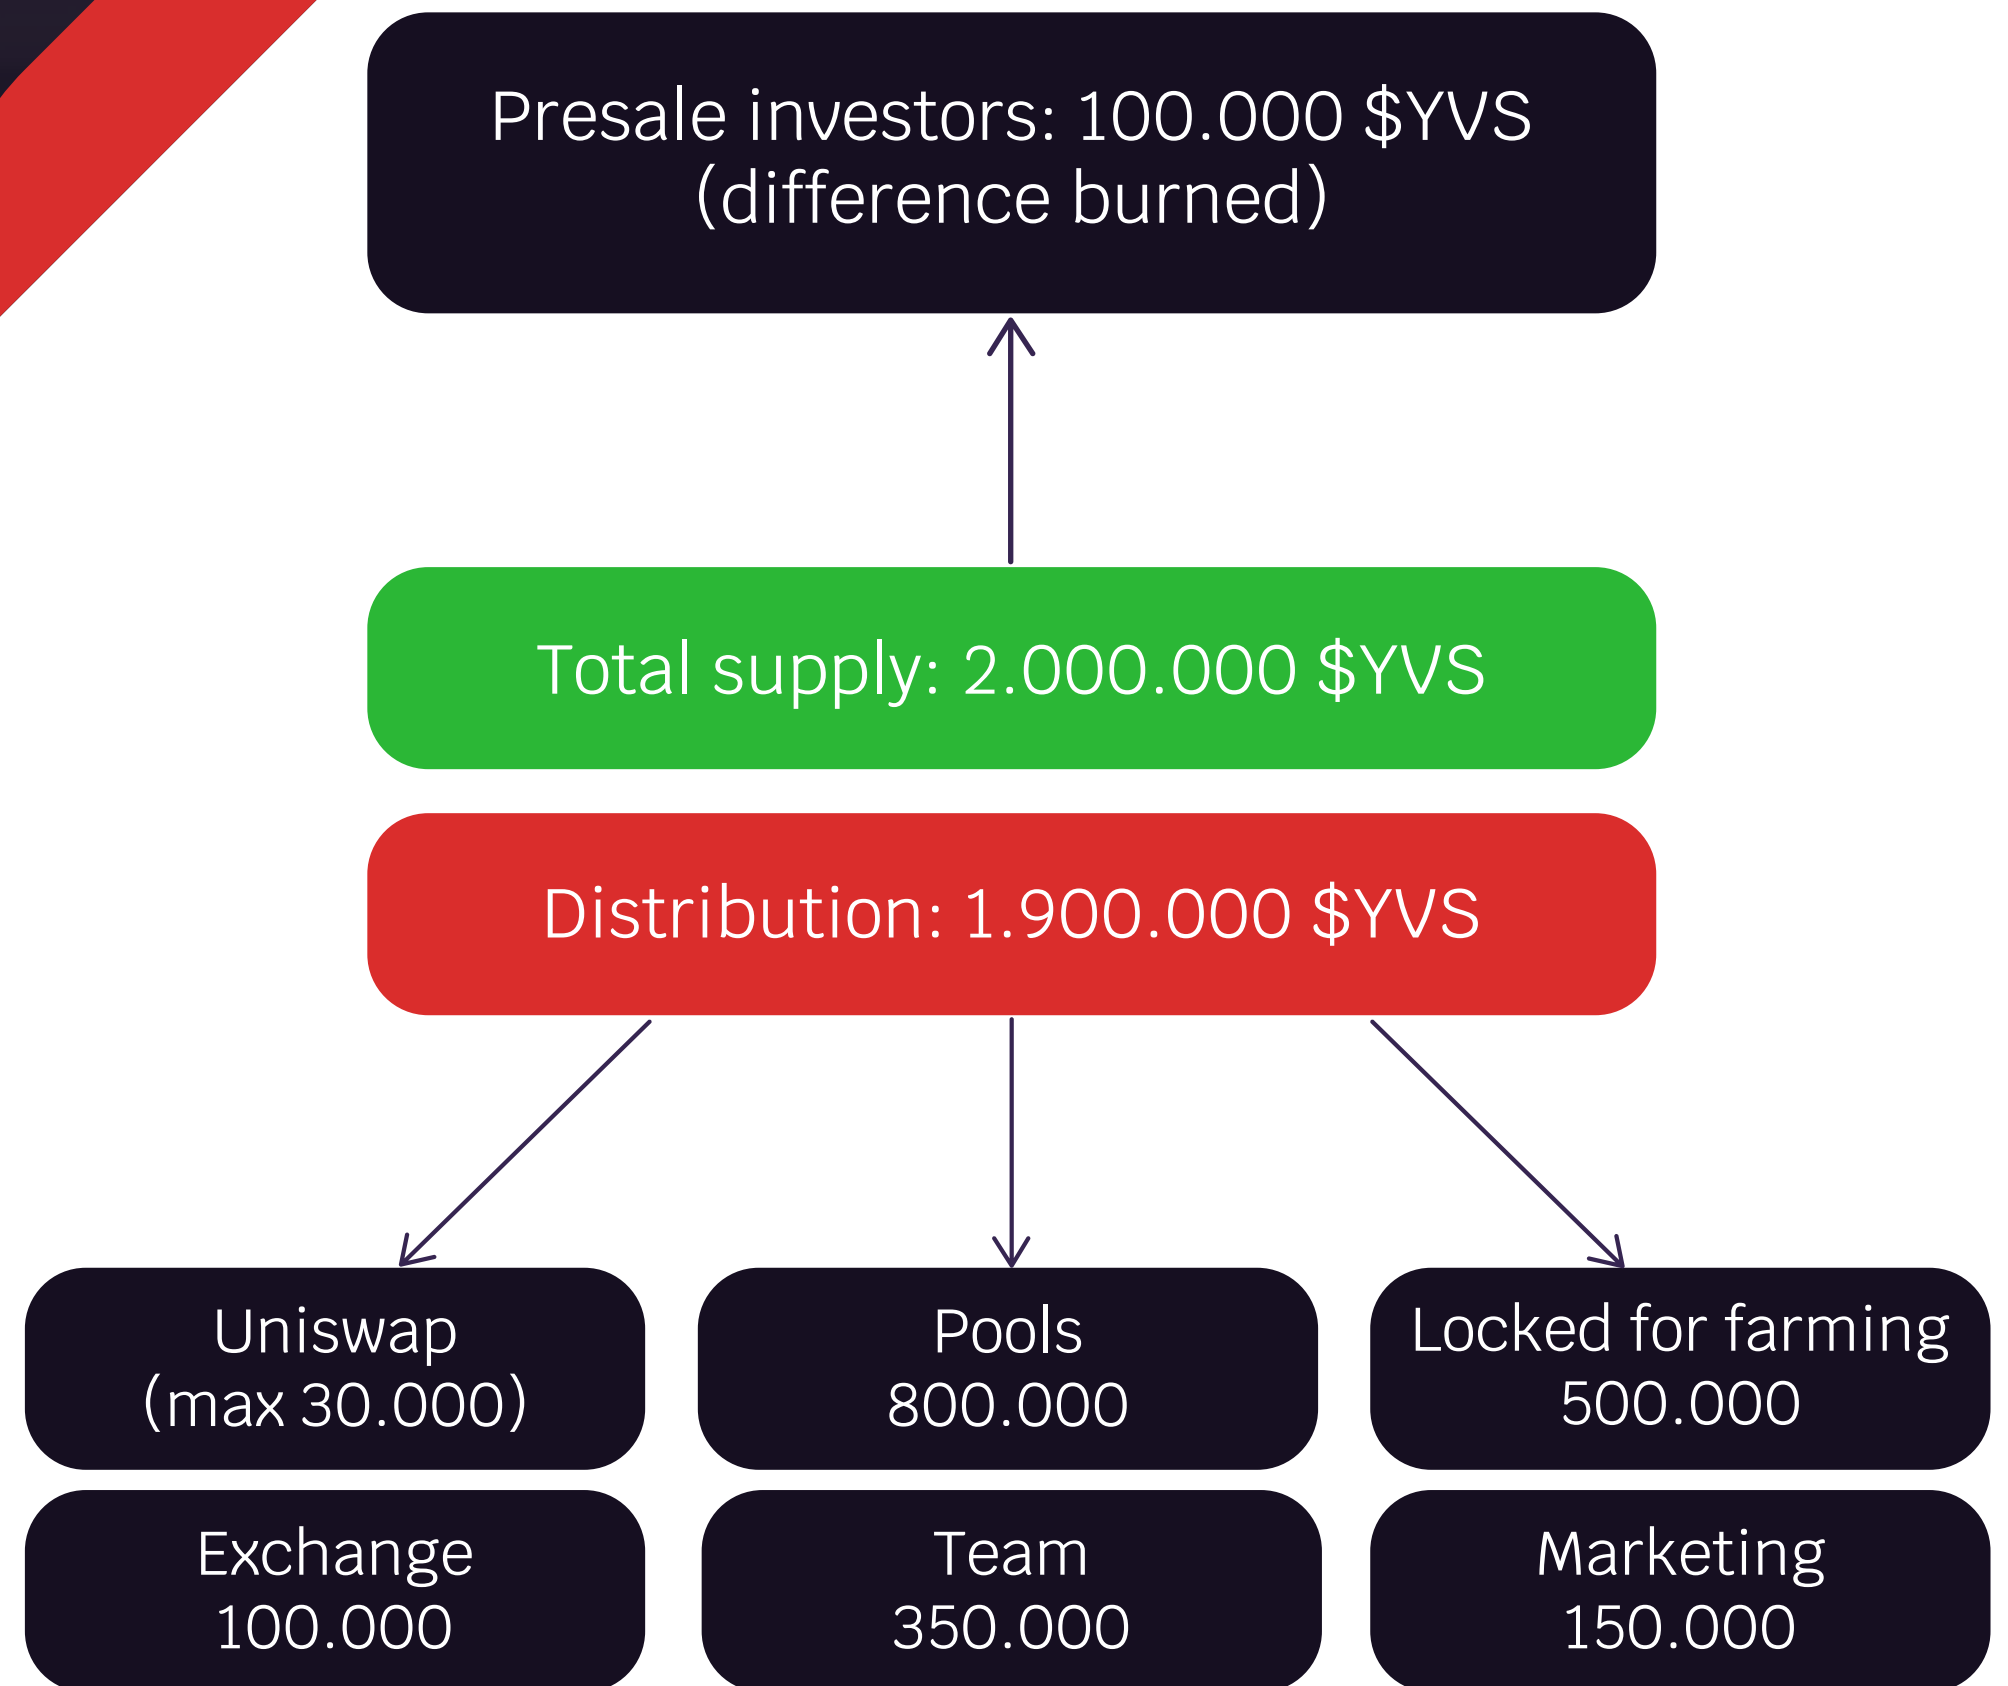 Presale investors: 100.000 $YVS
(difference burned)
Total supply: 2.000.000 $YVS
Distribution: 1.900.000 $YVS
Uniswap
(max 30.000)
Pools
800.000
Locked for farming
500.000
Exchange
100.000
Team
350.000
Marketing
150.000